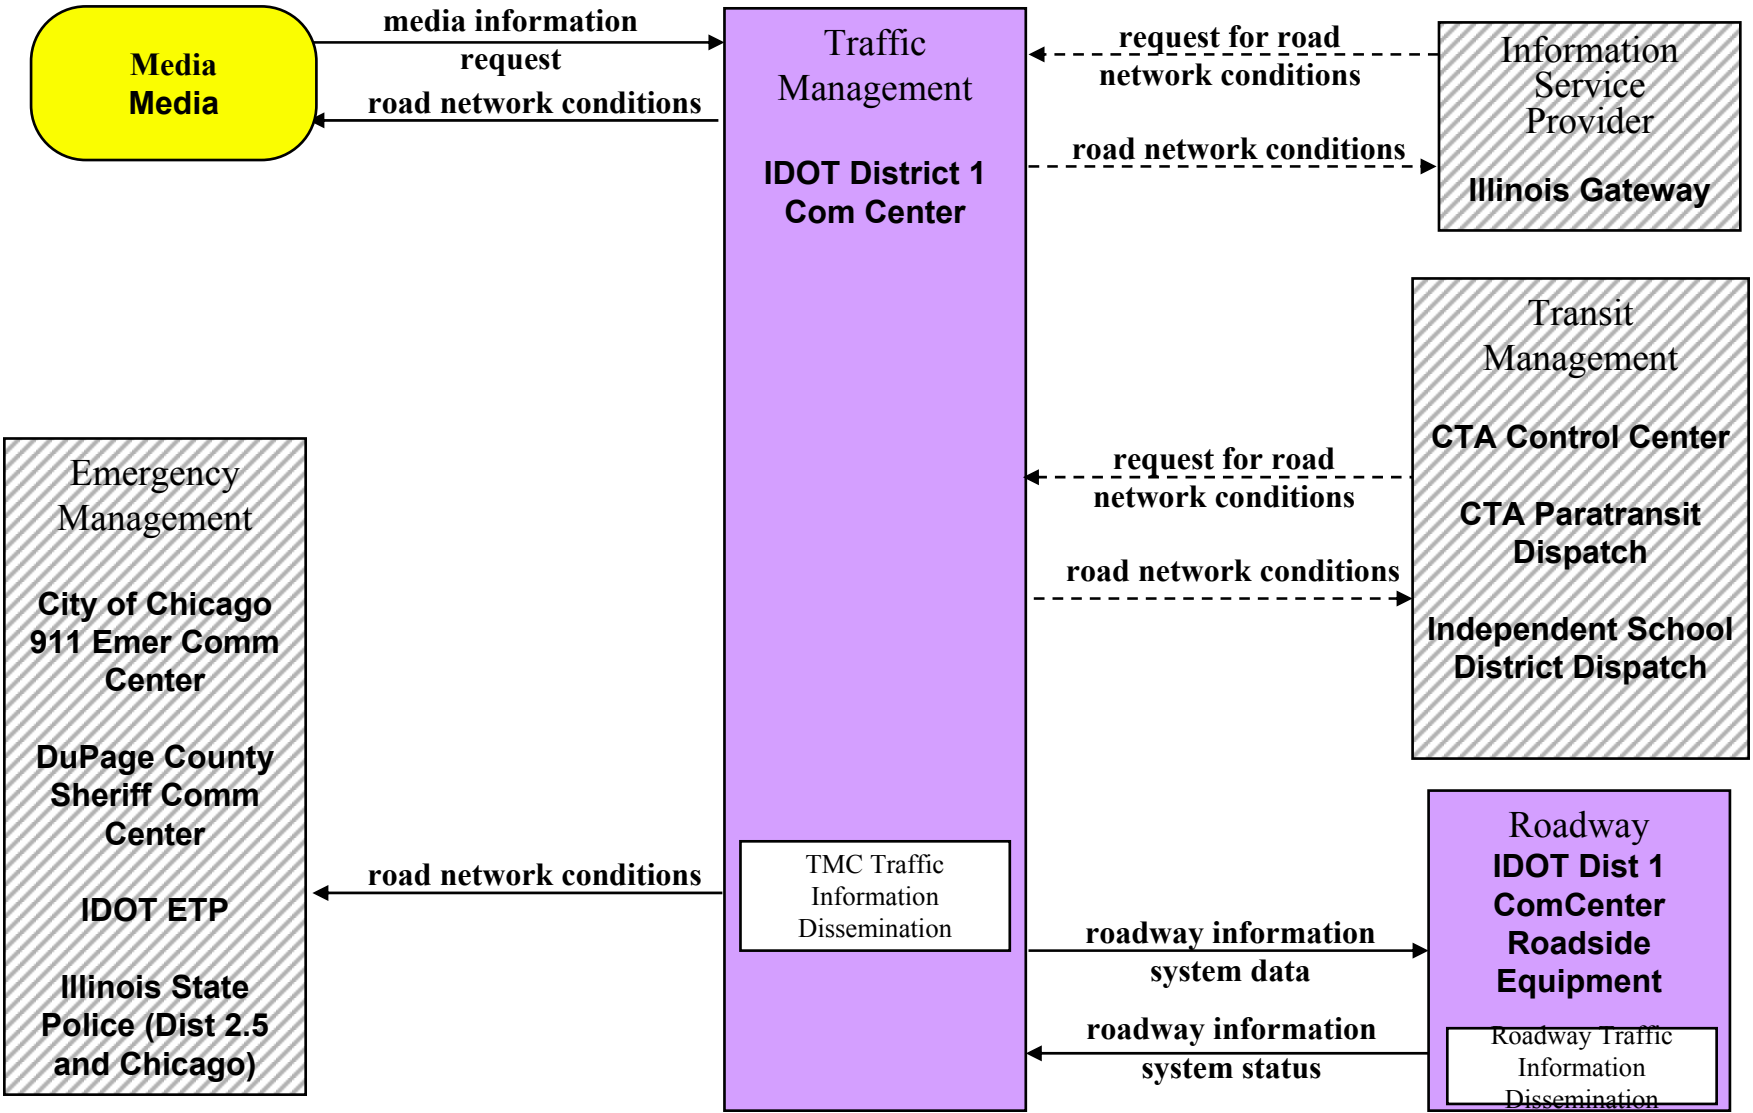 Media
Media
media information
request
road network conditions
Traffic
Management
IDOT District 1
Com Center
request for road
network conditions
road network conditions
Information
Service
Provider
Illinois Gateway
Transit
Management
CTA Control Center
CTA Paratransit
Dispatch
Independent School
District Dispatch
request for road
network conditions
road network conditions
Emergency
Management
City of Chicago
911 Emer Comm
Center
DuPage County
Sheriff Comm
Center
IDOT ETP
Illinois State
Police (Dist 2.5
and Chicago)
road network conditions
TMC Traffic
Information
Dissemination
roadway information
system data
roadway information
system status
Roadway
IDOT Dist 1
ComCenter
Roadside
Equipment
Roadway Traffic
Information
Dissemination